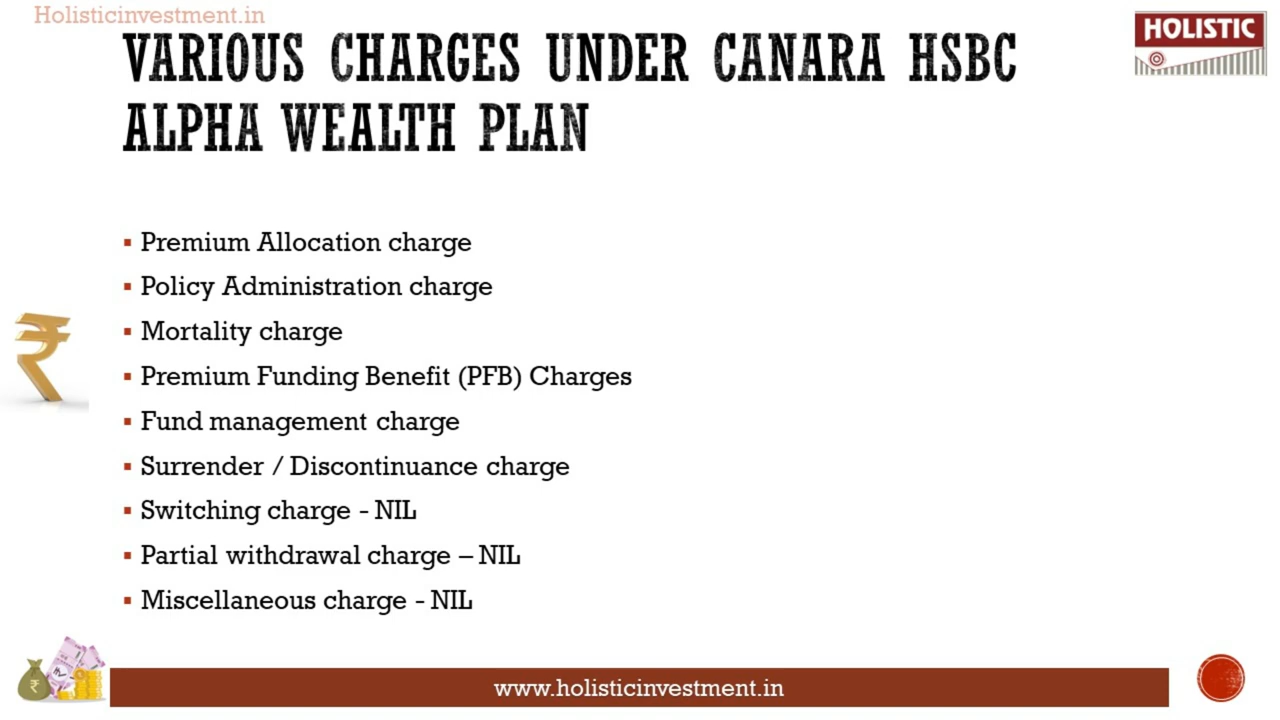 Holisticinvestment.in
HOLISTIC
VARIOUS CHARGES UNDER CANARA HSBC
ALPHA WEALTH PLAN
▪ Premium Allocation charge
▪ Policy Administration charge
▪ Mortality charge
▪ Premium Funding Benefit (PFB) Charges
▪ Fund management charge
▪ Surrender / Discontinuance charge
▪ Switching charge - NIL
▪ Partial withdrawal charge – NIL
▪ Miscellaneous charge - NIL
www.holisticinvestment.in